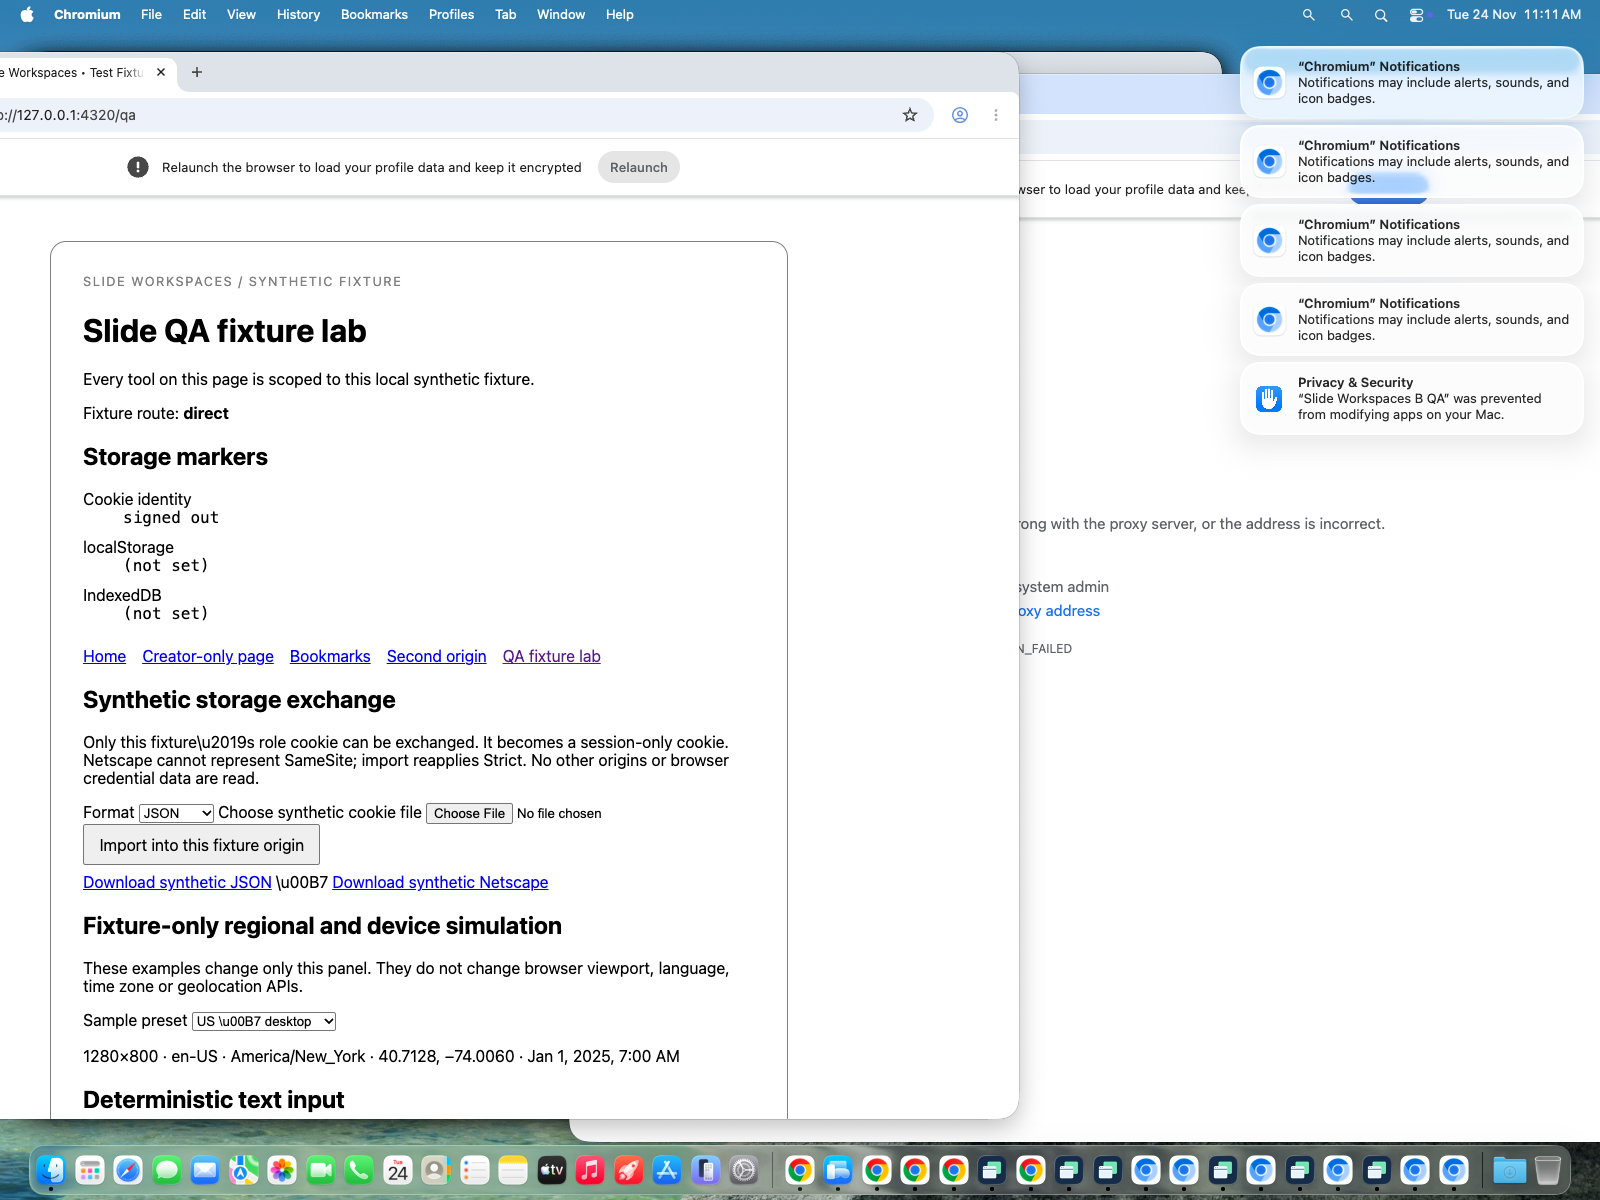 Chromium File Edit View History Bookmarks Profiles Tab Window Help
Tue 24 Nov 11:11 AM
Workspaces • Test Fixtu
://127.0.0.1:4320/qa
Relaunch the browser to load your profile data and keep it encrypted
Relaunch
SLIDE WORKSPACES / SYNTHETIC FIXTURE
Slide QA fixture lab
Every tool on this page is scoped to this local synthetic fixture.
Fixture route: direct
Storage markers
Cookie identity
signed out
localStorage
(not set)
IndexedDB
(not set)
Home Creator-only page Bookmarks Second origin QA fixture lab
Synthetic storage exchange
Only this fixture\u2019s role cookie can be exchanged. It becomes a session-only cookie.
Netscape cannot represent SameSite; import reapplies Strict. No other origins or browser
credential data are read.
Format JSON Choose synthetic cookie file Choose File No file chosen
Import into this fixture origin
Download synthetic JSON \u00B7 Download synthetic Netscape
Fixture-only regional and device simulation
These examples change only this panel. They do not change browser viewport, language,
time zone or geolocation APIs.
Sample preset US \u00B7 desktop
1280×800 · en-US · America/New_York · 40.7128, −74.0060 · Jan 1, 2025, 7:00 AM
Deterministic text input
wser to load your profile data and kee
rong with the proxy server, or the address is incorrect.
system admin
oxy address
N_FAILED
“Chromium” Notifications
Notifications may include alerts, sounds, and
icon badges.
“Chromium” Notifications
Notifications may include alerts, sounds, and
icon badges.
“Chromium” Notifications
Notifications may include alerts, sounds, and
icon badges.
“Chromium” Notifications
Notifications may include alerts, sounds, and
icon badges.
Privacy & Security
“Slide Workspaces B QA” was prevented
from modifying apps on your Mac.
Tue
24
tv